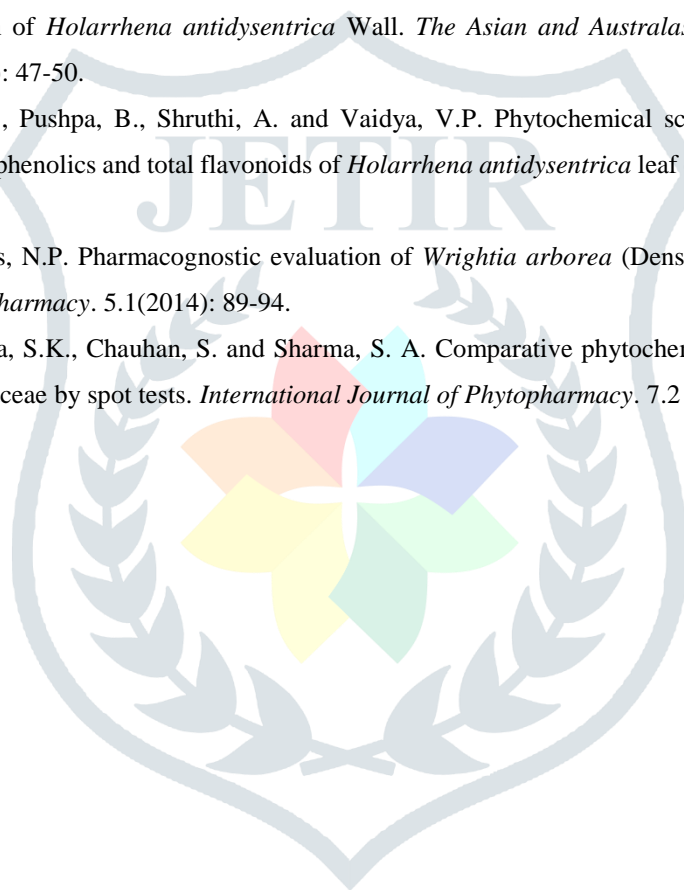 of Holarrhena antidysentrica Wall. The Asian and Australas
: 47-50.
, Pushpa, B., Shruthi, A. and Vaidya, V.P. Phytochemical sc
phenolics and total flavonoids of Holarrhena antidysentrica leaf
JETIR
s, N.P. Pharmacognostic evaluation of Wrightia arborea (Dens
harmacy. 5.1(2014): 89-94.
a, S.K., Chauhan, S. and Sharma, S. A. Comparative phytocher
ceae by spot tests. International Journal of Phytopharmacy. 7.2